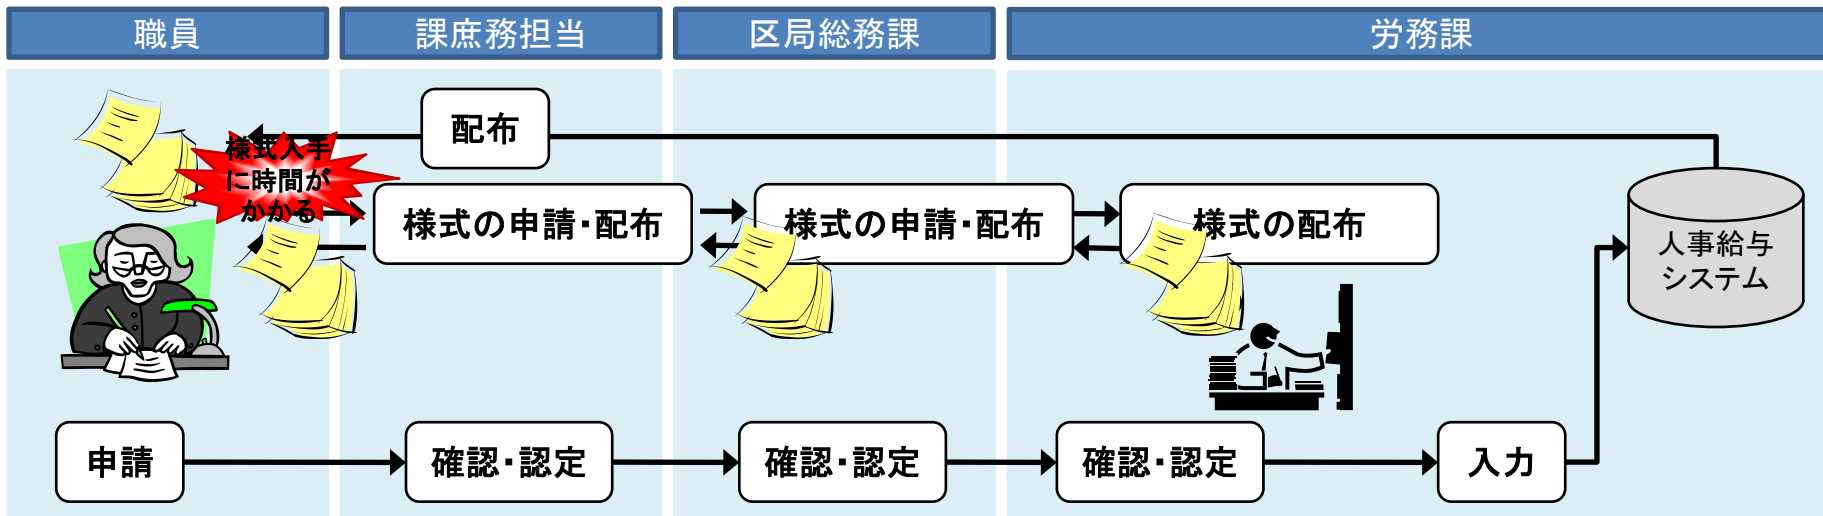 職員
課庶務担当
区局総務課
労務課
配布
様式入手
に時間が
かかる
様式の申請・配布
様式の申請・配布
様式の配布
人事給与
システム
申請
確認・認定
確認・認定
確認・認定
入力